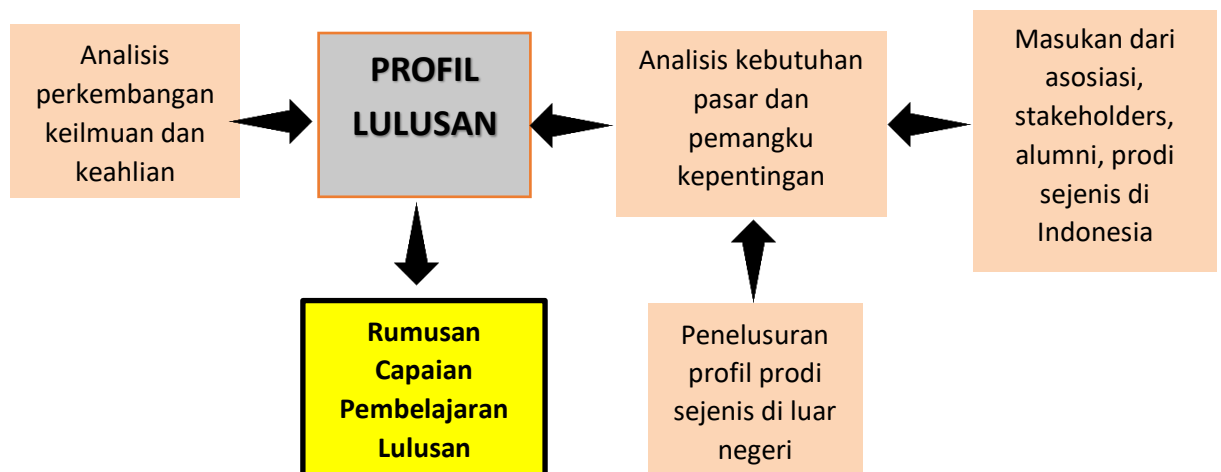 Analisis
perkembangan
keilmuan dan
keahlian
PROFIL
LULUSAN
Analisis kebutuhan
pasar dan
pemangku
kepentingan
Masukan dari
asosiasi,
stakeholders,
alumni, prodi
sejenis di
Indonesia
Rumusan
Capaian
Pembelajaran
Lulusan
Penelusuran
profil prodi
sejenis di luar
negeri